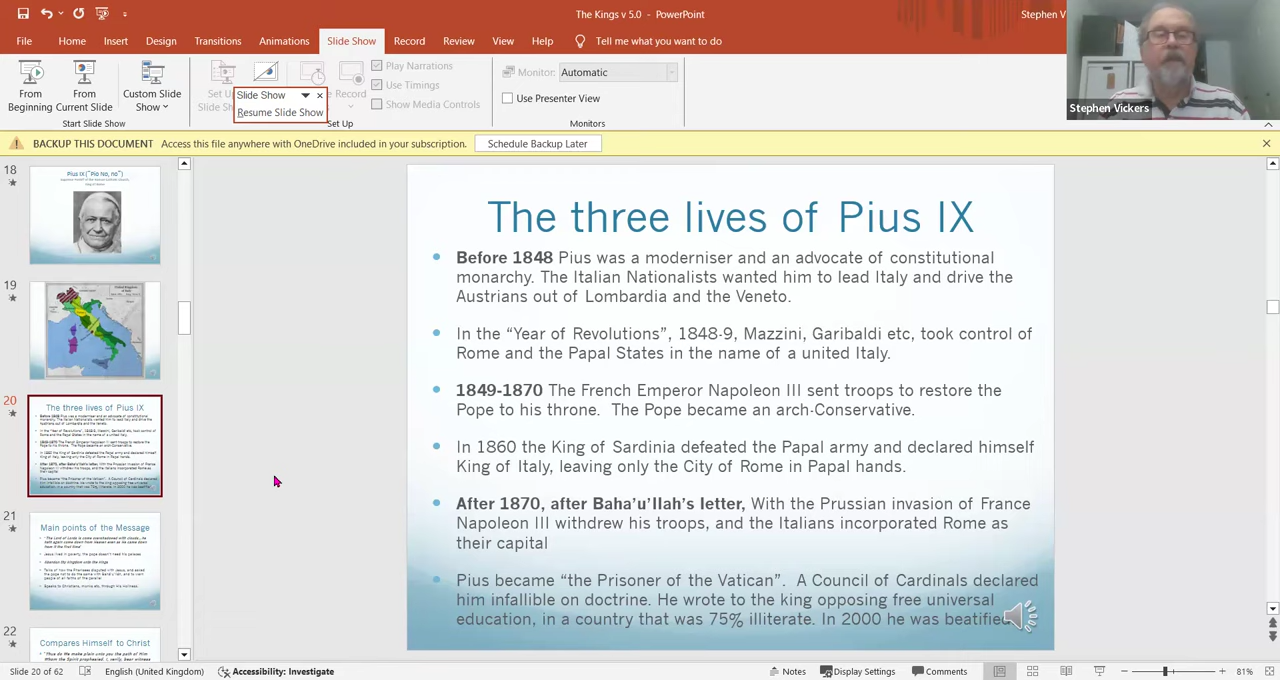 The Kings v 5.0 - PowerPoint
Stephen V
File Home Insert Design Transitions Animations Slide Show Record Review View Help Tell me what you want to do
From Beginning
From Current Slide
Custom Slide Show
Start Slide Show
Set Up
Slide Show
Resume Slide Show
Record
Play Narrations
Use Timings
Show Media Controls
Monitor: Automatic
Use Presenter View
Monitors
Stephen Vickers
BACKUP THIS DOCUMENT Access this file anywhere with OneDrive included in your subscription. Schedule Backup Later
18
Pius IX ("Pio No, no")
19
20
The three lives of Pius IX
21
Main points of the Message
22
Compares Himself to Christ
The three lives of Pius IX
Before 1848 Pius was a moderniser and an advocate of constitutional
monarchy. The Italian Nationalists wanted him to lead Italy and drive the
Austrians out of Lombardia and the Veneto.
In the “Year of Revolutions”, 1848-9, Mazzini, Garibaldi etc, took control of
Rome and the Papal States in the name of a united Italy.
1849-1870 The French Emperor Napoleon III sent troops to restore the
Pope to his throne. The Pope became an arch-Conservative.
In 1860 the King of Sardinia defeated the Papal army and declared himself
King of Italy, leaving only the City of Rome in Papal hands.
After 1870, after Baha’u’llah’s letter, With the Prussian invasion of France
Napoleon III withdrew his troops, and the Italians incorporated Rome as
their capital
Pius became “the Prisoner of the Vatican”. A Council of Cardinals declared
him infallible on doctrine. He wrote to the king opposing free universal
education, in a country that was 75% illiterate. In 2000 he was beatified
Slide 20 of 62 English (United Kingdom) Accessibility: Investigate Notes Display Settings Comments 81%